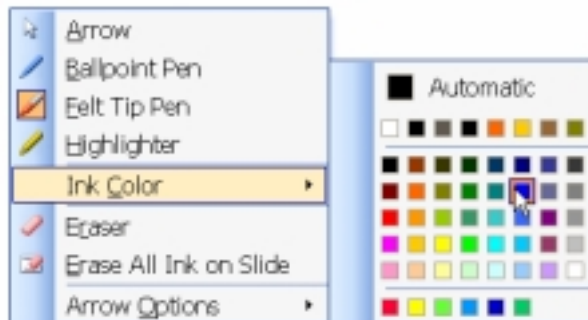 Arrow
Ballpoint Pen
Felt Tip Pen
Highlighter
Ink Color
Eraser
Erase All Ink on Slide
Arrow Options
Automatic